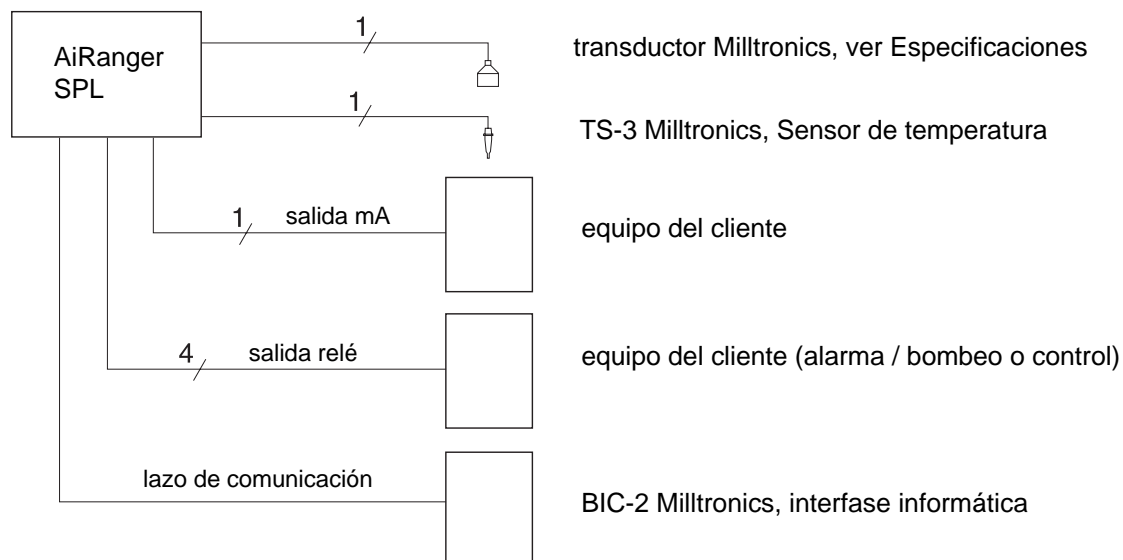 AiRanger
SPL
1
transductor Milltronics, ver Especificaciones
1
TS-3 Milltronics, Sensor de temperatura
1
salida mA
equipo del cliente
4
salida relé
equipo del cliente (alarma / bombeo o control)
lazo de comunicación
BIC-2 Milltronics, interfase informática